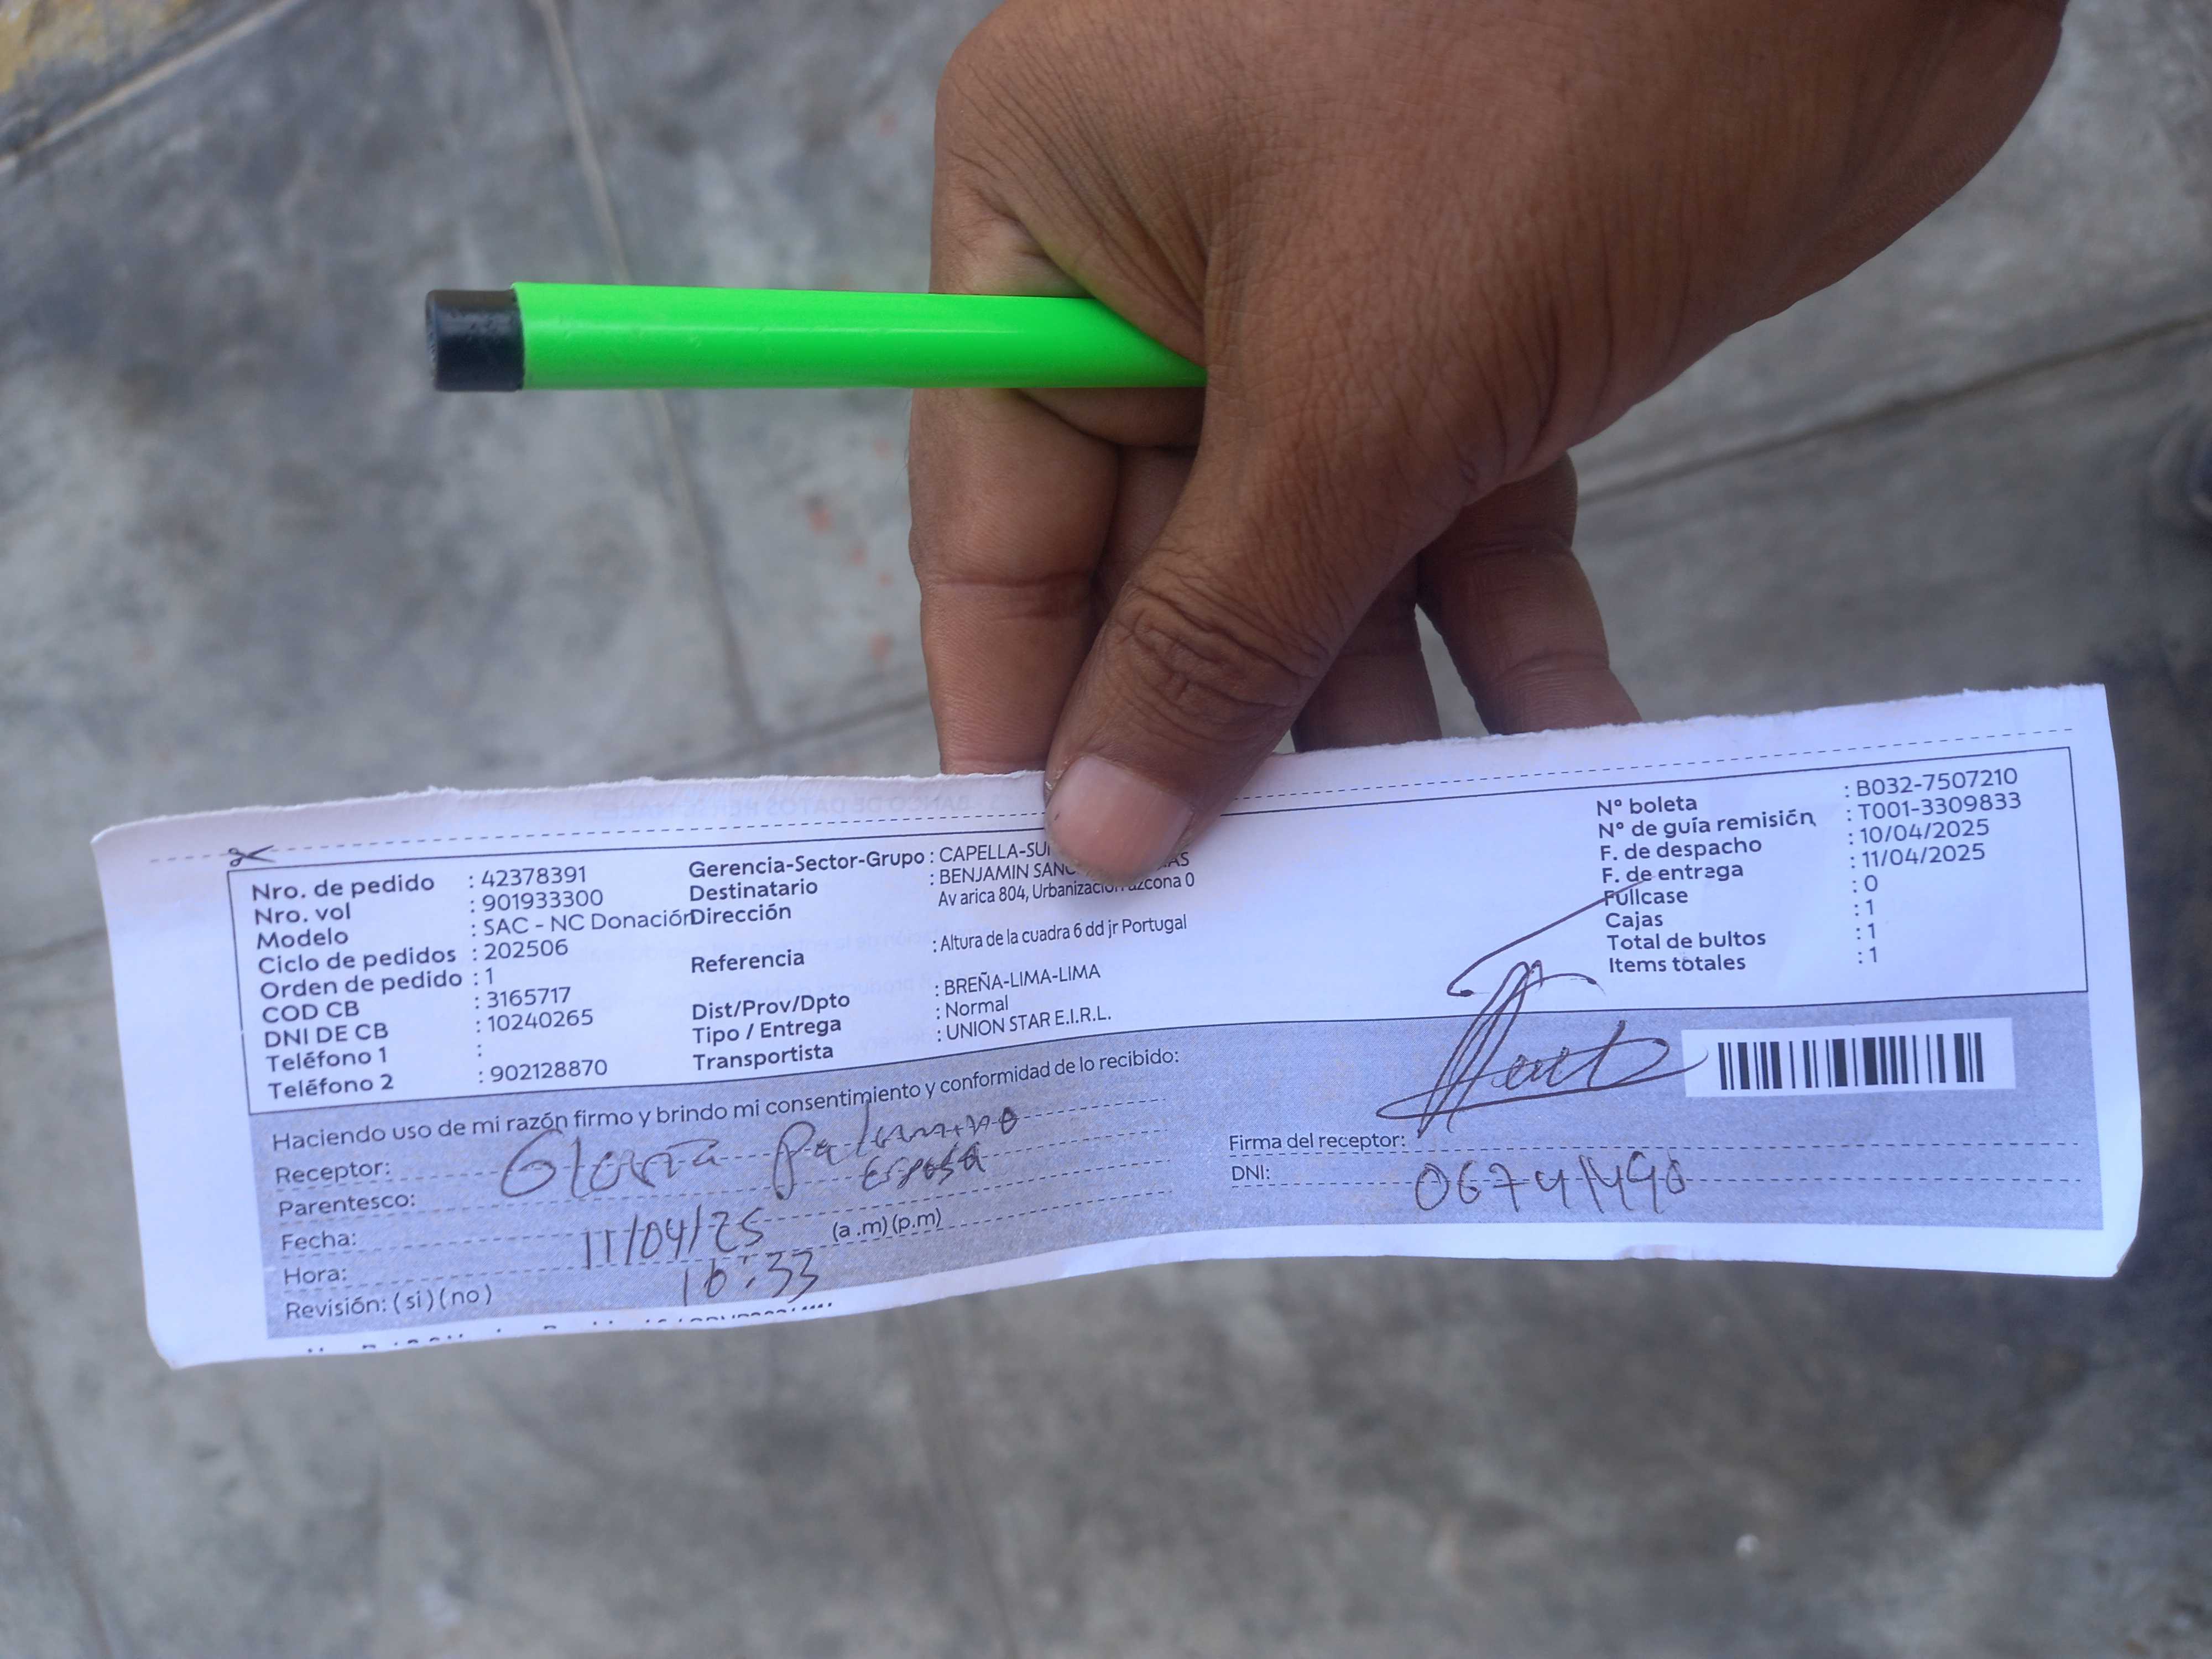 Nro. de pedido : 42378391
Nro. vol : 901933300
Modelo : SAC - NC Donación
Ciclo de pedidos : 202506
Orden de pedido : 1
COD CB : 3165717
DNI DE CB : 10240265
Teléfono 1 :
Teléfono 2 : 902128870
Gerencia-Sector-Grupo : CAPELLA-
Destinatario : BENJAMIN
Dirección Av arica 804, 0
Referencia : Altura de la cuadra 6 dd jr Portugal
Dist/Prov/Dpto : BREÑA-LIMA-LIMA
Tipo / Entrega : Normal
Transportista : UNION STAR E.I.R.L.
N° boleta : B032-7507210
N° de guía remisión : T001-3309833
F. de despacho : 10/04/2025
F. de entrega : 11/04/2025
Fullcase : 0
Cajas : 1
Total de bultos : 1
Items totales : 1
Haciendo uso de mi razón firmo y brindo mi consentimiento y conformidad de lo recibido:
Receptor: Gloria Palomino
Parentesco: Esposa
Fecha: 11/04/25
Hora: 16:33 (a .m) (p.m)
Revisión: ( si ) ( no )
Firma del receptor:
DNI: 06741490